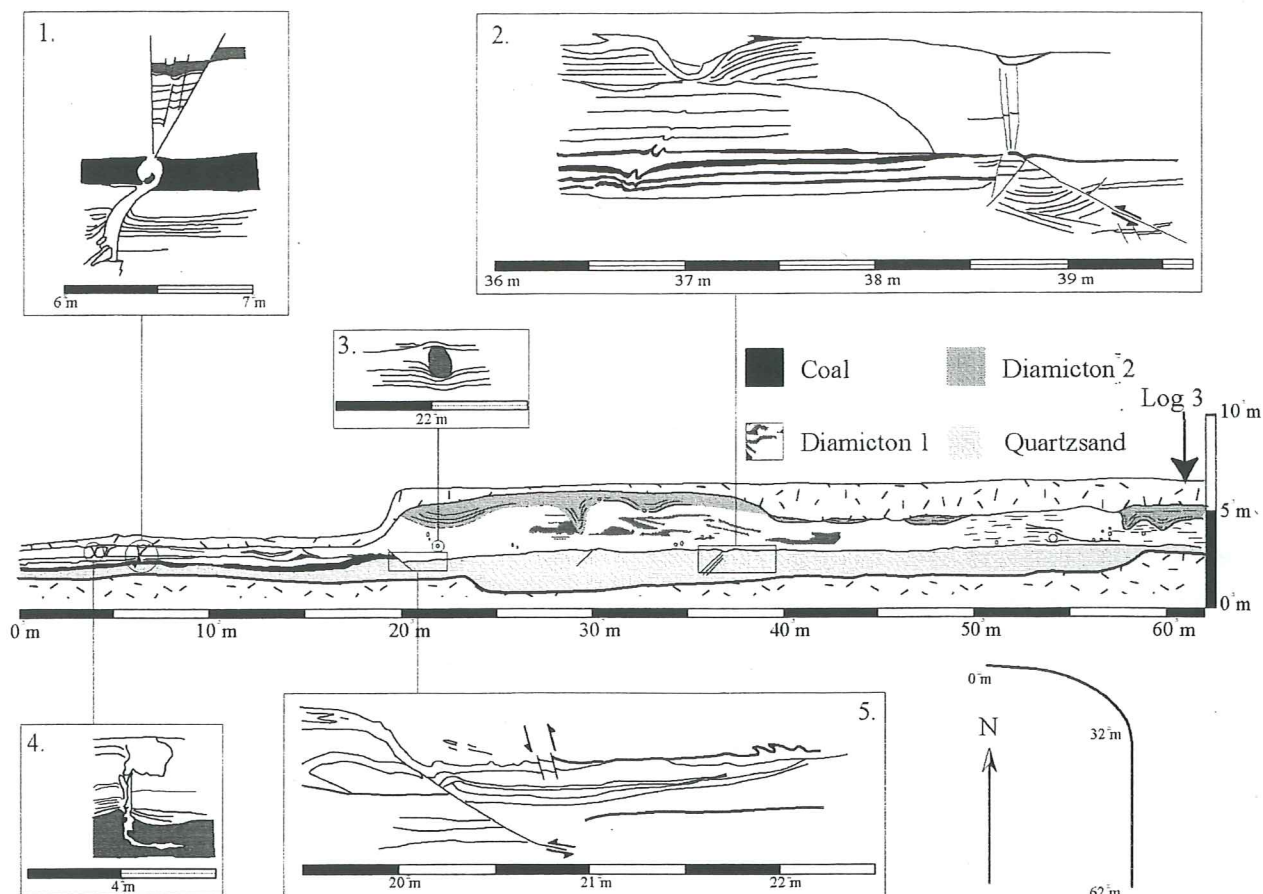 1.
6 m
7 m
2.
36 m
37 m
38 m
39 m
3.
22 m
Coal
Diamicton 2
Diamicton 1
Quartzsand
Log 3
10 m
5 m
0 m
0 m
10 m
20 m
30 m
40 m
50 m
60 m
4.
4 m
5.
20 m
21 m
22 m
N
0 m
32 m
62 m